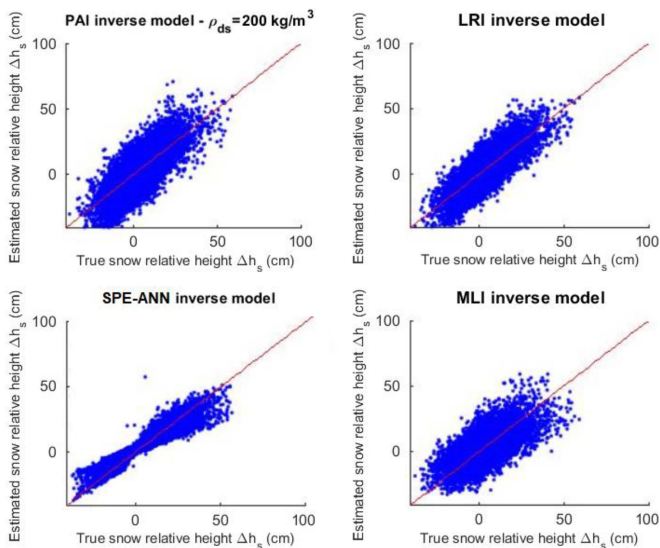 PAI inverse model - ρds=200 kg/m3
Estimated snow relative height Δhs (cm)
100
50
0
0
50
100
True snow relative height Δhs (cm)
LRI inverse model
Estimated snow relative height Δhs (cm)
100
50
0
0
50
100
True snow relative height Δhs (cm)
SPE-ANN inverse model
Estimated snow relative height Δhs (cm)
100
50
0
0
50
100
True snow relative height Δhs (cm)
MLI inverse model
Estimated snow relative height Δhs (cm)
100
50
0
0
50
100
True snow relative height Δhs (cm)